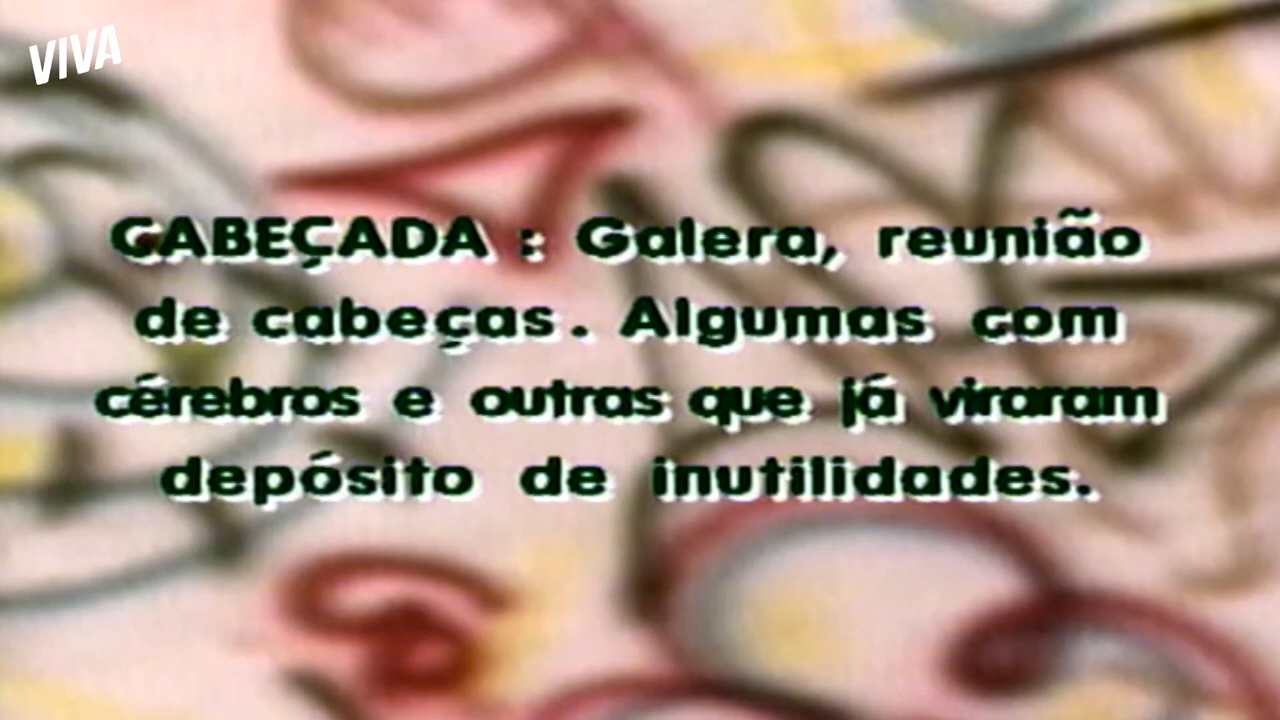 VIVA
CABEÇADA : Galera, reunião
de cabeças. Algumas com
cérebros e outras que já viraram
depósito de inutilidades.